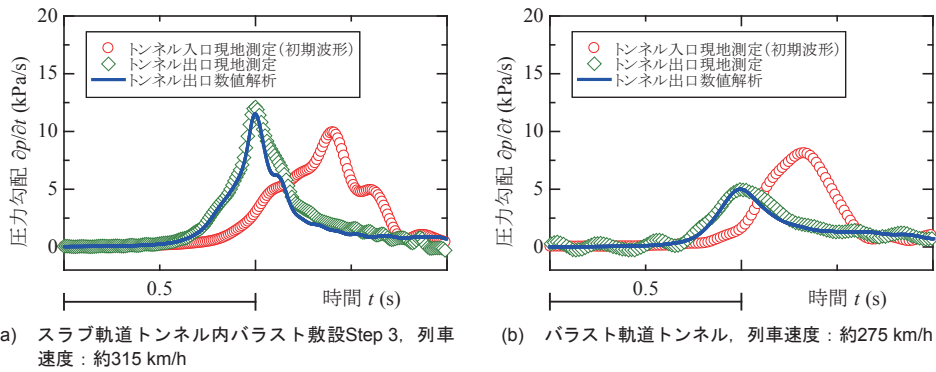 20
15
10
5
0
圧力勾配 ∂p/∂t (kPa/s)
トンネル入口現地測定(初期波形)
トンネル出口現地測定
トンネル出口数値解析
0.5
時間 t (s)
a) スラブ軌道トンネル内バラスト敷設Step 3，列車
速度：約315 km/h
20
15
10
5
0
圧力勾配 ∂p/∂t (kPa/s)
トンネル入口現地測定(初期波形)
トンネル出口現地測定
トンネル出口数値解析
0.5
時間 t (s)
(b) バラスト軌道トンネル，列車速度：約275 km/h